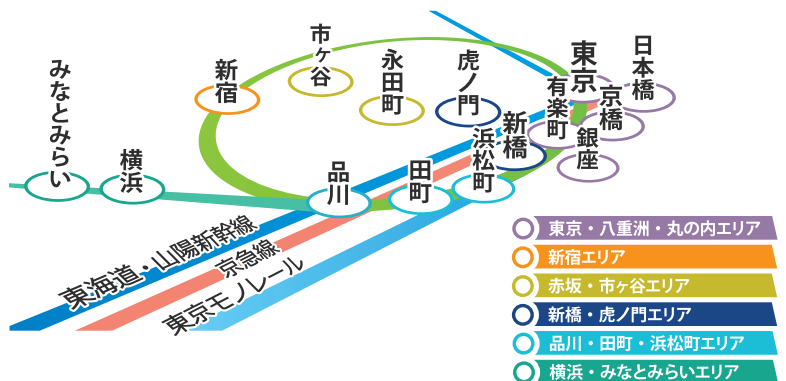 みなとみらい
横浜
新宿
市ヶ谷
永田町
虎ノ門
東京
日本橋
有楽町
京橋
新橋
銀座
浜松町
田町
品川
東海道・山陽新幹線
京急線
東京モノレール
東京・八重洲・丸の内エリア
新宿エリア
赤坂・市ヶ谷エリア
新橋・虎ノ門エリア
品川・田町・浜松町エリア
横浜・みなとみらいエリア